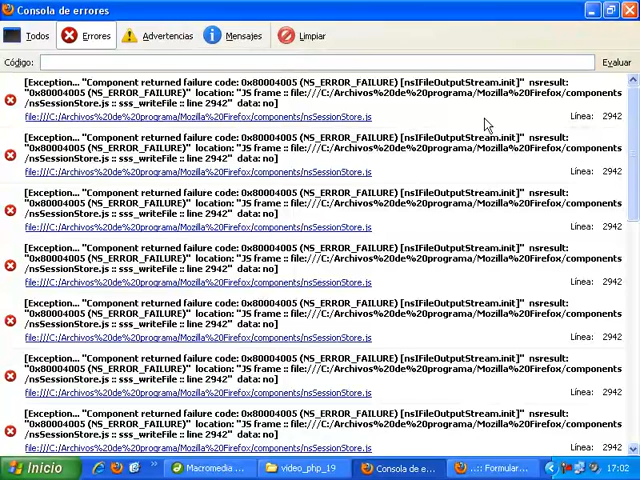 Consola de errores
Todos Errores Advertencias Mensajes Limpiar
Código: Evaluar
[Exception... "Component returned failure code: 0x80004005 (NS_ERROR_FAILURE) [nsIFileOutputStream.init]" nsresult:
"0x80004005 (NS_ERROR_FAILURE)" location: "JS frame :: file:///C:/Archivos%20de%20programa/Mozilla%20Firefox/components
/nsSessionStore.js :: sss_writeFile :: line 2942" data: no]
file:///C:/Archivos%20de%20programa/Mozilla%20Firefox/components/nsSessionStore.js Línea: 2942
[Exception... "Component returned failure code: 0x80004005 (NS_ERROR_FAILURE) [nsIFileOutputStream.init]" nsresult:
"0x80004005 (NS_ERROR_FAILURE)" location: "JS frame :: file:///C:/Archivos%20de%20programa/Mozilla%20Firefox/components
/nsSessionStore.js :: sss_writeFile :: line 2942" data: no]
file:///C:/Archivos%20de%20programa/Mozilla%20Firefox/components/nsSessionStore.js Línea: 2942
[Exception... "Component returned failure code: 0x80004005 (NS_ERROR_FAILURE) [nsIFileOutputStream.init]" nsresult:
"0x80004005 (NS_ERROR_FAILURE)" location: "JS frame :: file:///C:/Archivos%20de%20programa/Mozilla%20Firefox/components
/nsSessionStore.js :: sss_writeFile :: line 2942" data: no]
file:///C:/Archivos%20de%20programa/Mozilla%20Firefox/components/nsSessionStore.js Línea: 2942
[Exception... "Component returned failure code: 0x80004005 (NS_ERROR_FAILURE) [nsIFileOutputStream.init]" nsresult:
"0x80004005 (NS_ERROR_FAILURE)" location: "JS frame :: file:///C:/Archivos%20de%20programa/Mozilla%20Firefox/components
/nsSessionStore.js :: sss_writeFile :: line 2942" data: no]
file:///C:/Archivos%20de%20programa/Mozilla%20Firefox/components/nsSessionStore.js Línea: 2942
[Exception... "Component returned failure code: 0x80004005 (NS_ERROR_FAILURE) [nsIFileOutputStream.init]" nsresult:
"0x80004005 (NS_ERROR_FAILURE)" location: "JS frame :: file:///C:/Archivos%20de%20programa/Mozilla%20Firefox/components
/nsSessionStore.js :: sss_writeFile :: line 2942" data: no]
file:///C:/Archivos%20de%20programa/Mozilla%20Firefox/components/nsSessionStore.js Línea: 2942
[Exception... "Component returned failure code: 0x80004005 (NS_ERROR_FAILURE) [nsIFileOutputStream.init]" nsresult:
"0x80004005 (NS_ERROR_FAILURE)" location: "JS frame :: file:///C:/Archivos%20de%20programa/Mozilla%20Firefox/components
/nsSessionStore.js :: sss_writeFile :: line 2942" data: no]
file:///C:/Archivos%20de%20programa/Mozilla%20Firefox/components/nsSessionStore.js Línea: 2942
[Exception... "Component returned failure code: 0x80004005 (NS_ERROR_FAILURE) [nsIFileOutputStream.init]" nsresult:
"0x80004005 (NS_ERROR_FAILURE)" location: "JS frame :: file:///C:/Archivos%20de%20programa/Mozilla%20Firefox/components
/nsSessionStore.js :: sss_writeFile :: line 2942" data: no]
file:///C:/Archivos%20de%20programa/Mozilla%20Firefox/components/nsSessionStore.js Línea: 2942
Inicio Macromedia ... video_php_19 Consola de e... ..:: Formular... 17:02